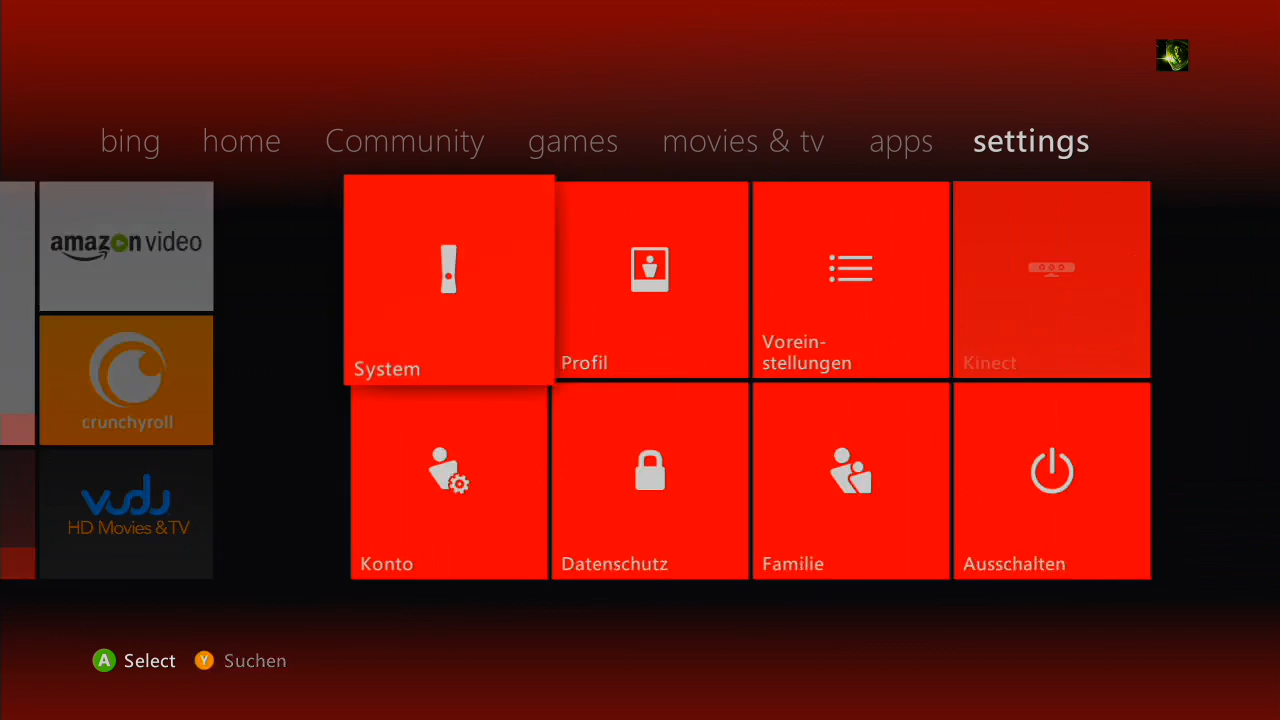 bing home Community games movies & tv apps settings
amazon video
crunchyroll
vudu
HD Movies & TV
System
Profil
Vorein-
stellungen
Kinect
Konto
Datenschutz
Familie
Ausschalten
A Select Y Suchen